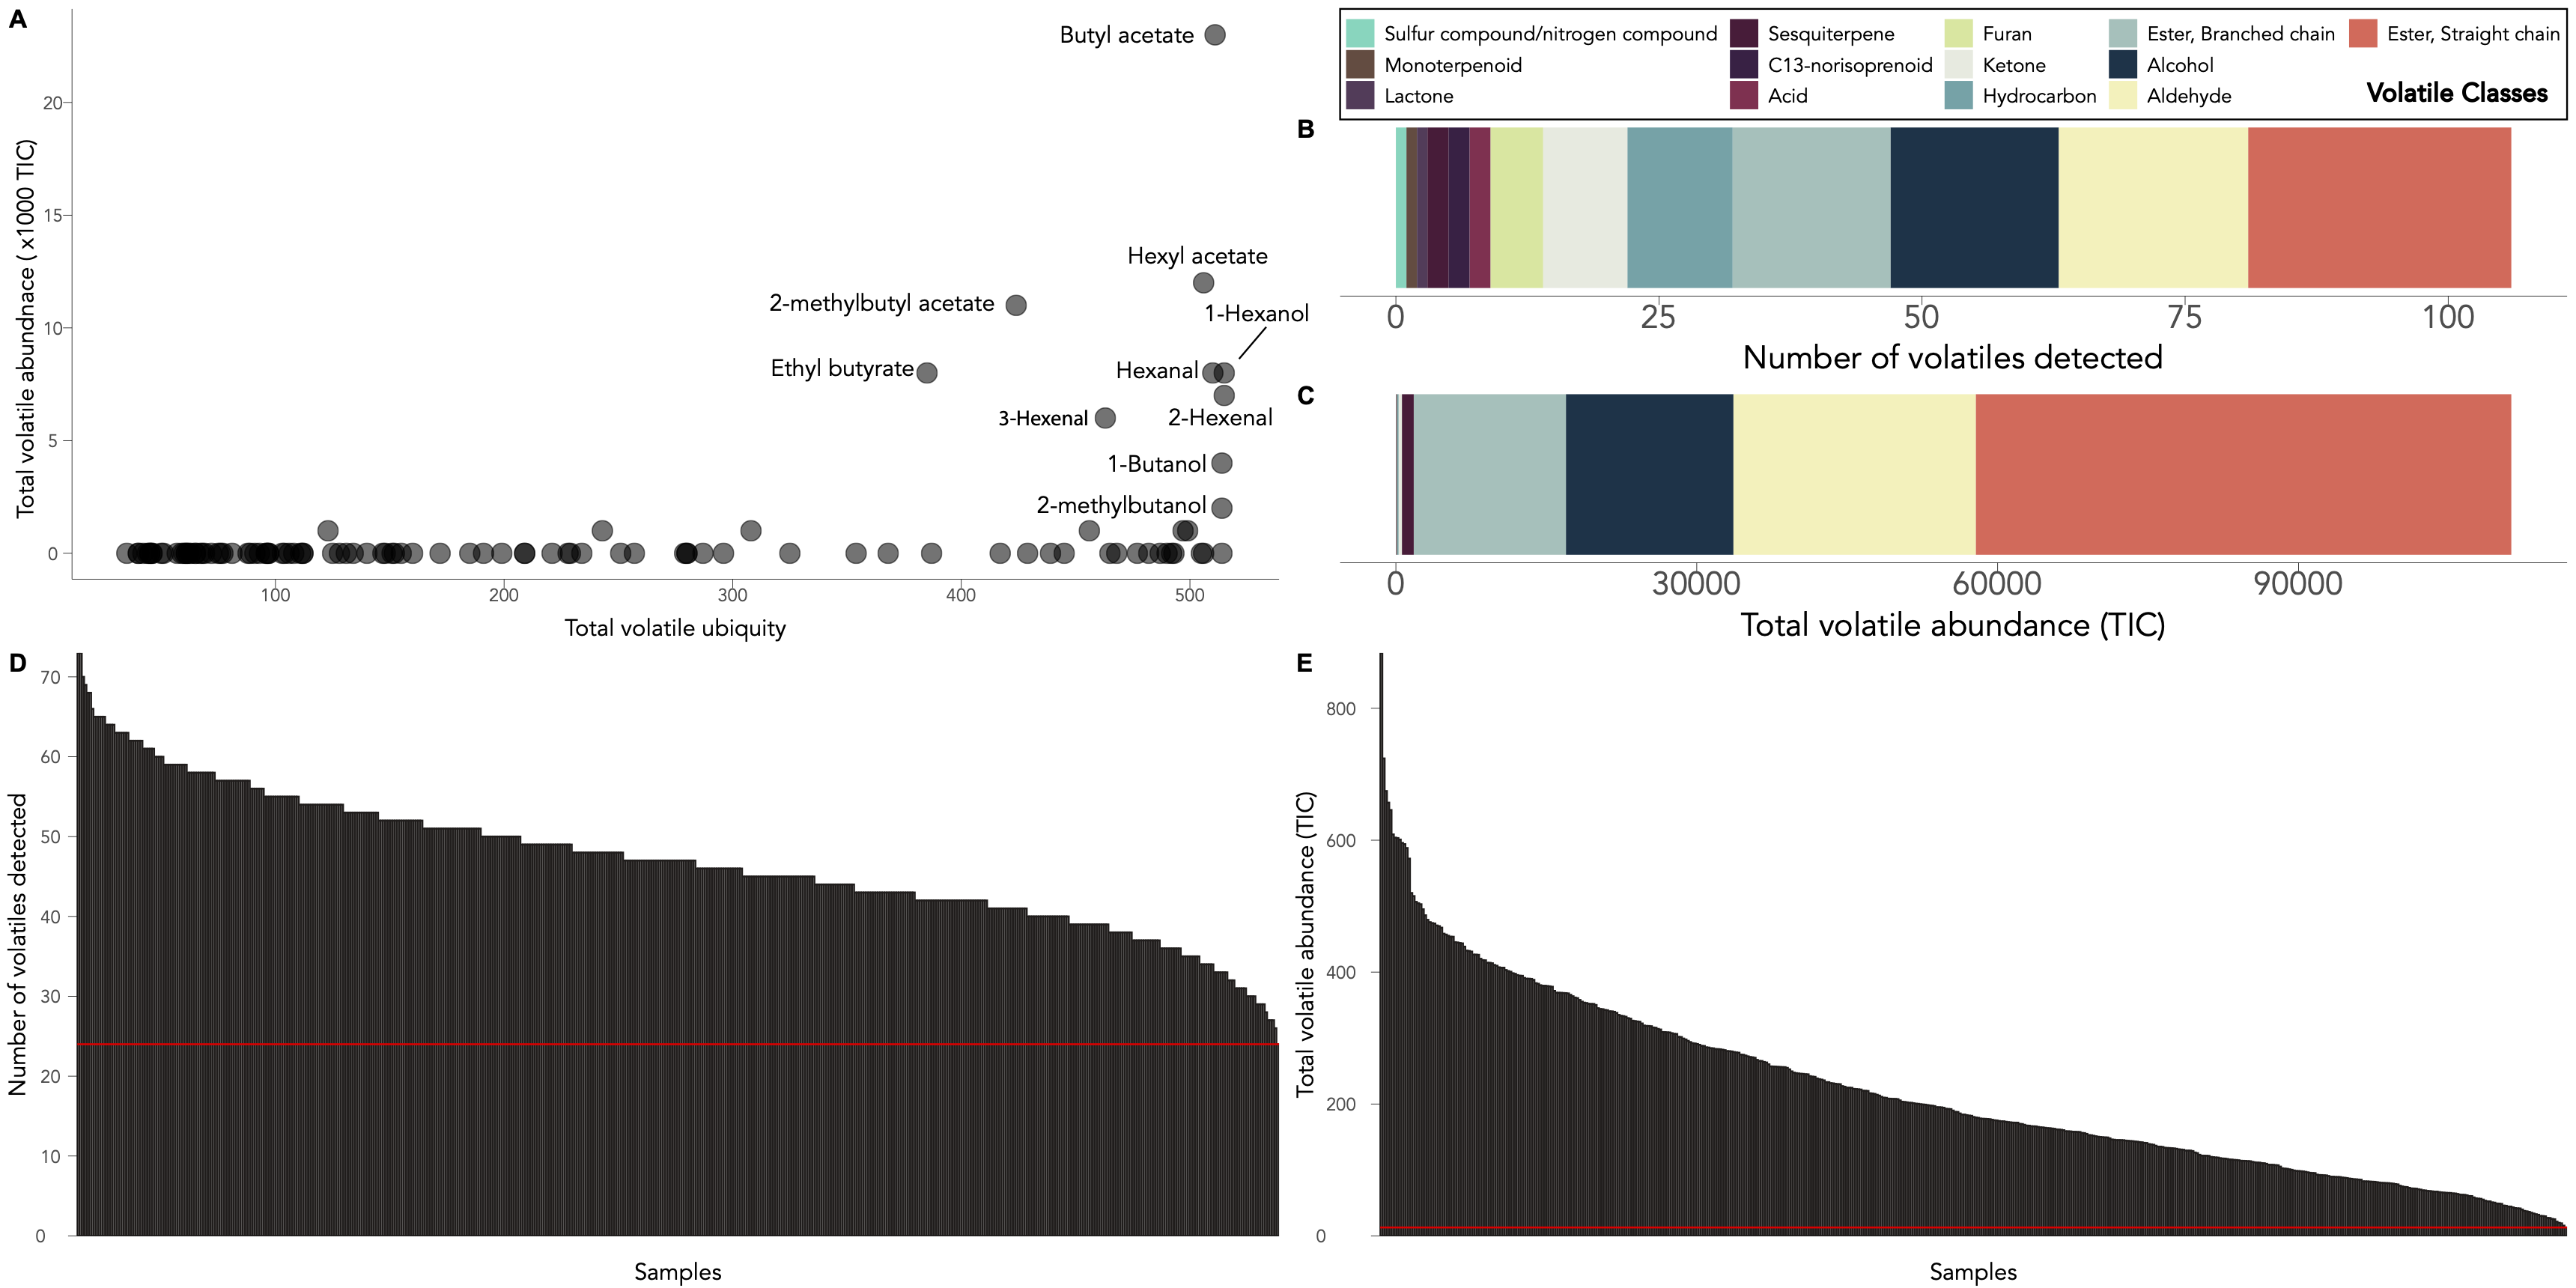 A
Butyl acetate
Hexyl acetate
2-methylbutyl acetate
1-Hexanol
Ethyl butyrate
Hexanal
3-Hexenal
2-Hexenal
1-Butanol
2-methylbutanol
20
15
10
5
0
Total volatile abundnace ( x1000 TIC)
100 200 300 400 500
Total volatile ubiquity
Sulfur compound/nitrogen compound Sesquiterpene Furan Ester, Branched chain Ester, Straight chain
Monoterpenoid C13-norisoprenoid Ketone Alcohol
Lactone Acid Hydrocarbon Aldehyde
Volatile Classes
B
0 25 50 75 100
Number of volatiles detected
C
0 30000 60000 90000
Total volatile abundance (TIC)
D
70
60
50
40
30
20
10
0
Number of volatiles detected
Samples
E
800
600
400
200
0
Total volatile abundance (TIC)
Samples